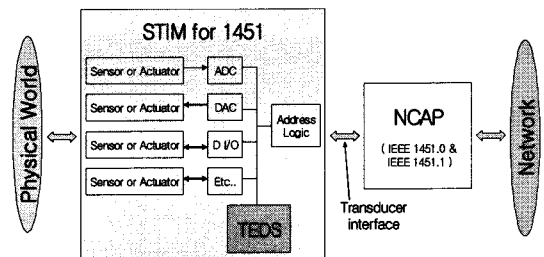 STIM for 1451
Physical World
Sensor or Actuator
ADC
Sensor or Actuator
DAC
Sensor or Actuator
D I/O
Sensor or Actuator
Etc..
Address
Logic
TEDS
NCAP
( IEEE 1451.0 &
IEEE 1451.1 )
Transducer
interface
Network